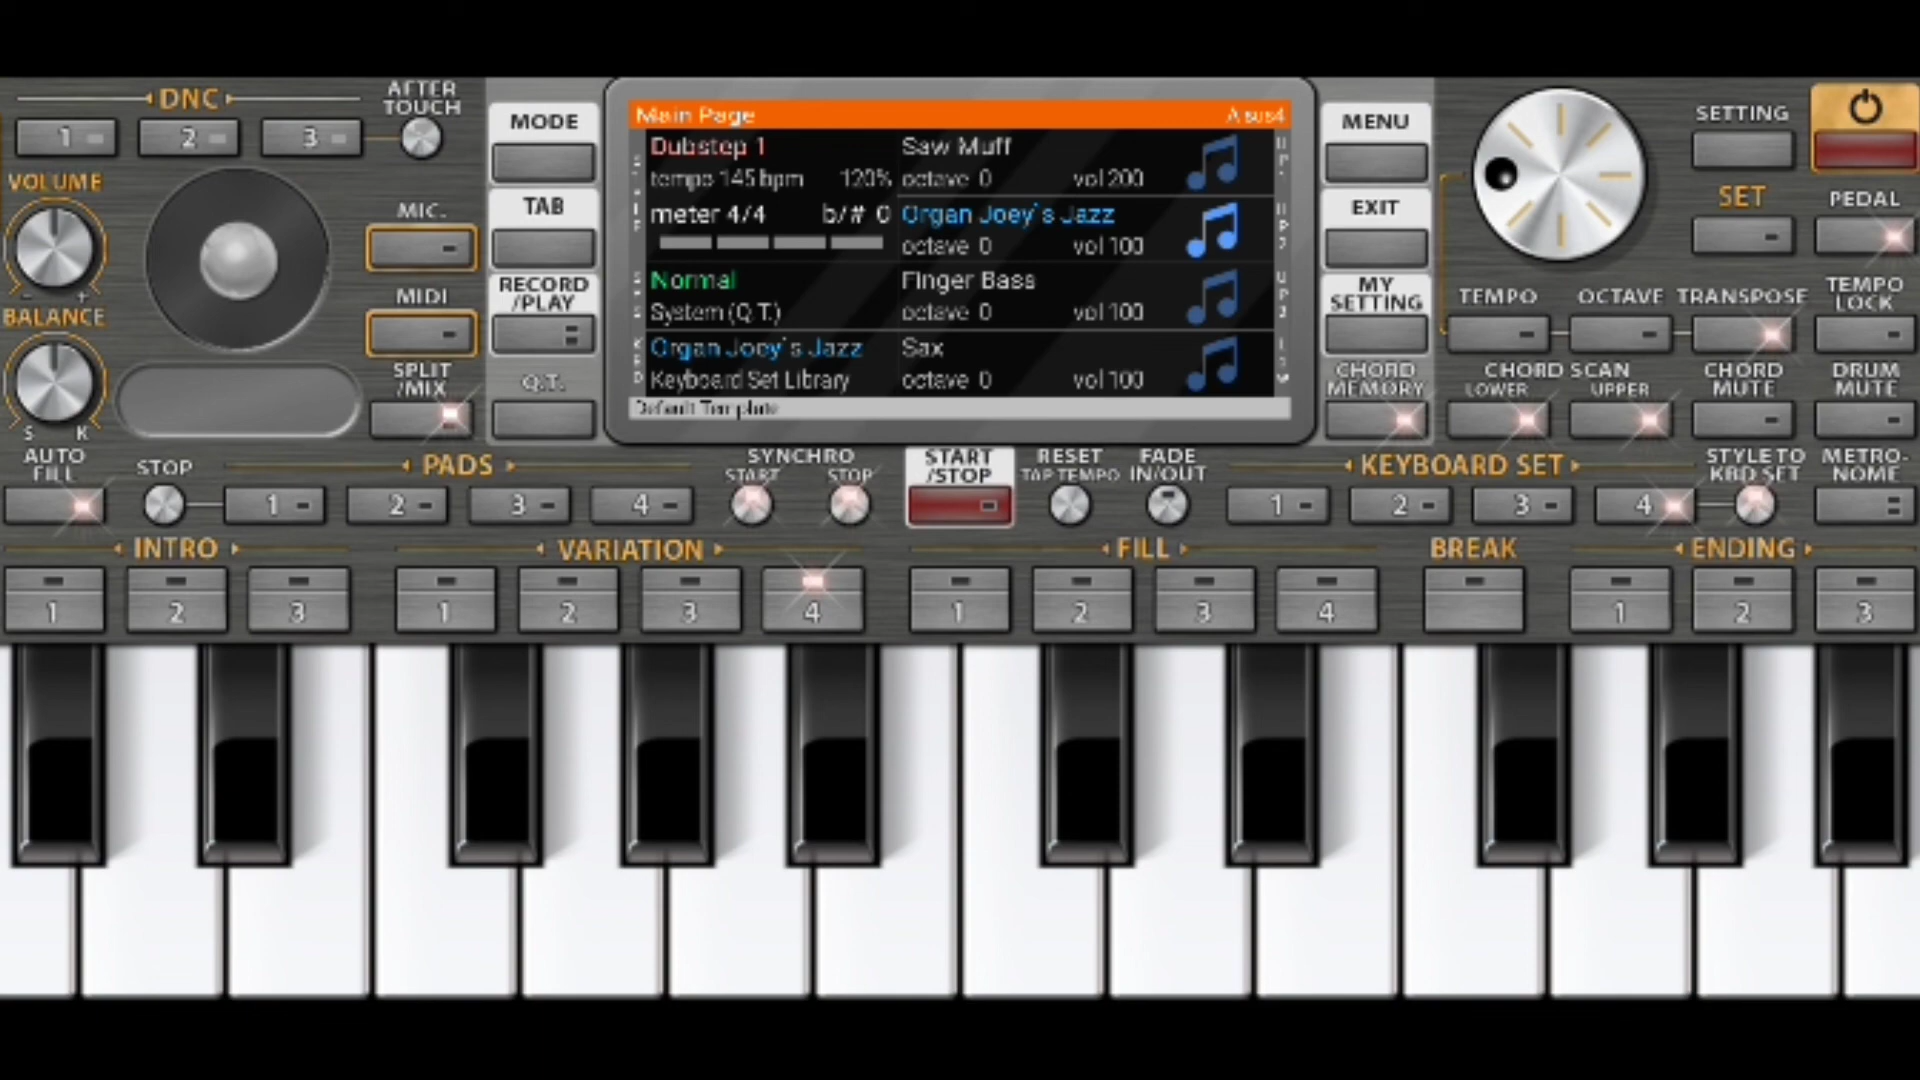 DNC
AFTER
TOUCH
1 2 3
VOLUME
- +
BALANCE
S K
MIC.
MIDI
SPLIT
/MIX
MODE
TAB
RECORD
/PLAY
Q.T.
Main Page
Dubstep 1
tempo 145 bpm 120%
meter 4/4 b/# 0
Normal
System (Q.T.)
Organ Joey`s Jazz
Keyboard Set Library
Saw Muff
octave 0 vol 200
Organ Joey`s Jazz
octave 0 vol 100
Finger Bass
octave 0 vol 100
Sax
octave 0 vol 100
Default Template
MENU
EXIT
MY
SETTING
CHORD
MEMORY
SETTING
SET
PEDAL
TEMPO OCTAVE TRANSPOSE
TEMPO
LOCK
CHORD SCAN
LOWER UPPER
CHORD
MUTE
DRUM
MUTE
AUTO
FILL
STOP
PADS
1 2 3 4
SYNCHRO
START STOP
START
/STOP
RESET
TAP TEMPO
FADE
IN/OUT
KEYBOARD SET
1 2 3 4
STYLE TO
KBD SET
METRO-
NOME
INTRO
1 2 3
VARIATION
1 2 3 4
FILL
1 2 3 4
BREAK
ENDING
1 2 3